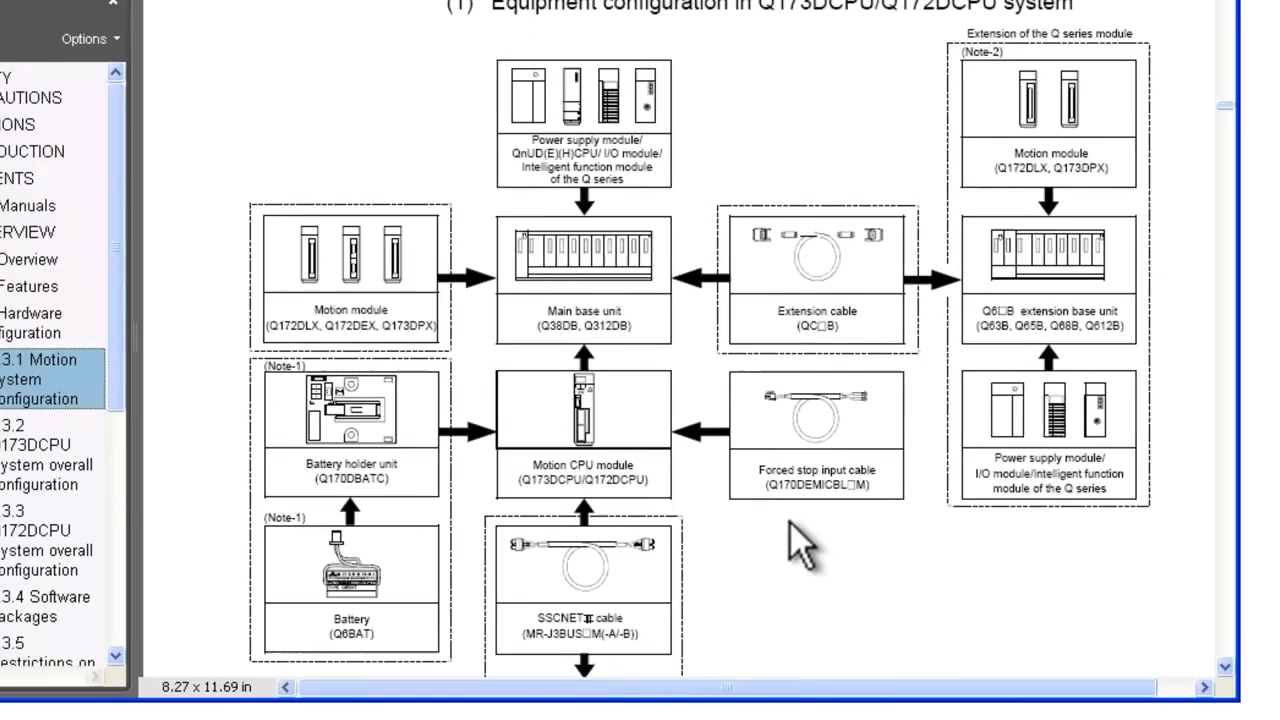 (1) Equipment configuration in Q173DCPU/Q172DCPU system
Options
TY
AUTIONS
IONS
DUCTION
ENTS
Manuals
ERVIEW
Overview
Features
Hardware
figuration
.3.1 Motion
ystem
onfiguration
.3.2
173DCPU
ystem overall
onfiguration
.3.3
172DCPU
ystem overall
onfiguration
.3.4 Software
ackages
.3.5
estrictions on
Extension of the Q series module
(Note-2)
Power supply module/
QnUD(E)(H)CPU/ I/O module/
Intelligent function module
of the Q series
Motion module
(Q172DLX, Q173DPX)
Motion module
(Q172DLX, Q172DEX, Q173DPX)
Main base unit
(Q38DB, Q312DB)
Extension cable
(QC□B)
Q6□B extension base unit
(Q63B, Q65B, Q68B, Q612B)
(Note-1)
Battery holder unit
(Q170DBATC)
Motion CPU module
(Q173DCPU/Q172DCPU)
Forced stop input cable
(Q170DEMICBL□M)
Power supply module/
I/O module/Intelligent function
module of the Q series
(Note-1)
Battery
(Q6BAT)
SSCNETⅢ cable
(MR-J3BUS□M(-A/-B))
8.27 x 11.69 in